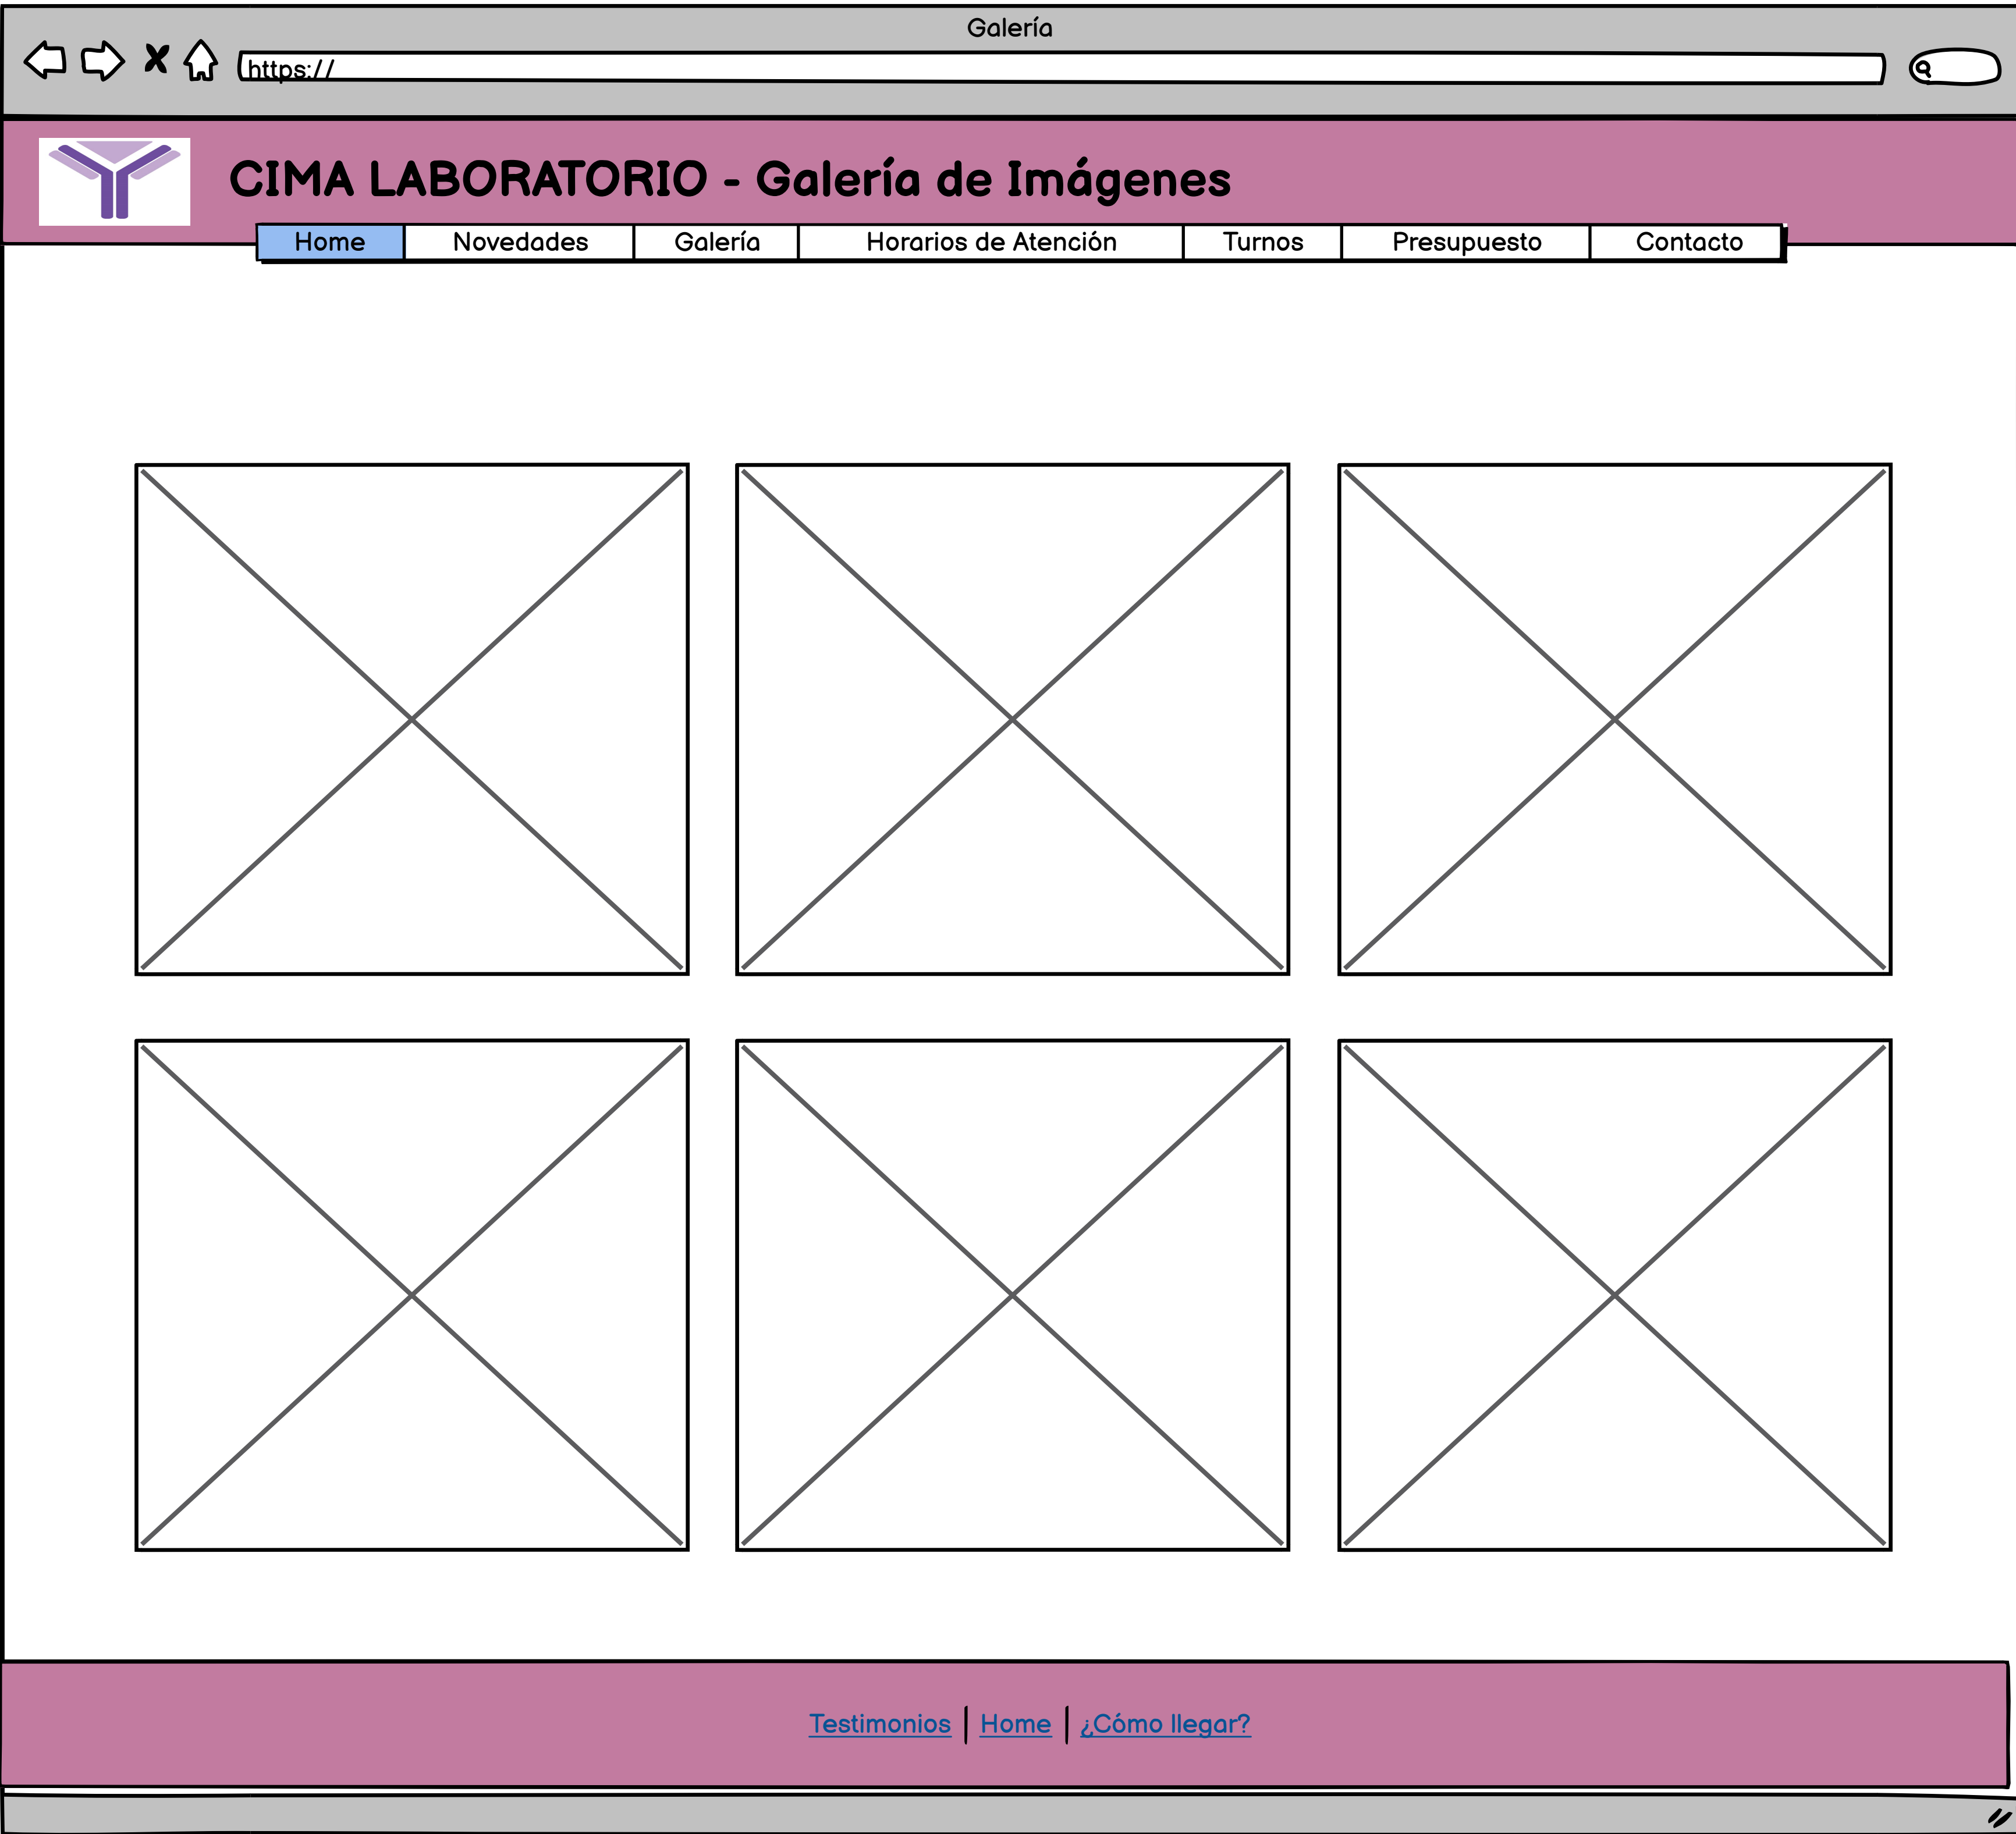 Galería
https://
CIMA LABORATORIO - Galería de Imágenes
Home Novedades Galería Horarios de Atención Turnos Presupuesto Contacto
Testimonios | Home | ¿Cómo llegar?